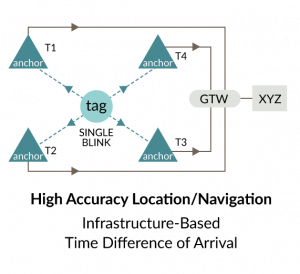 T1
anchor
T4
anchor
tag
GTW
XYZ
SINGLE
BLINK
T2
anchor
T3
anchor
High Accuracy Location/Navigation
Infrastructure-Based
Time Difference of Arrival